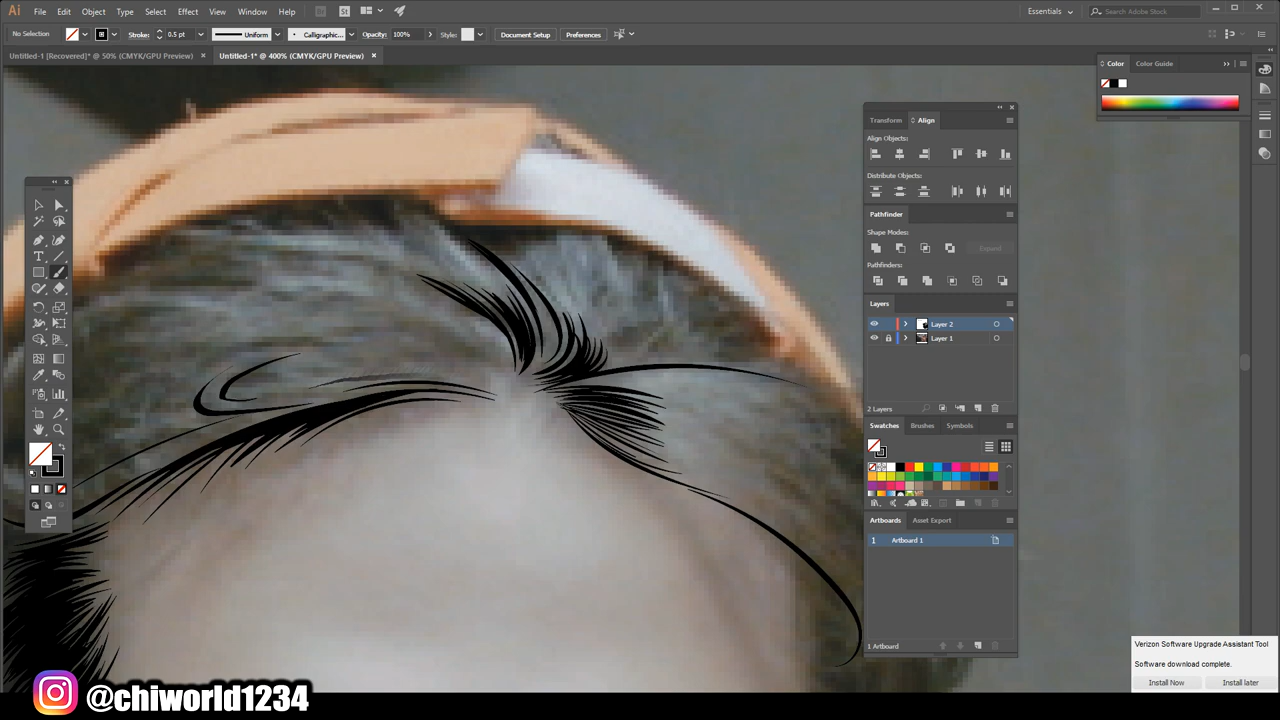 Ai File Edit Object Type Select Effect View Window Help Br St Essentials Search Adobe Stock
No Selection Stroke: 0.5 pt Uniform Calligraphic... Opacity: 100% Style: Document Setup Preferences
Untitled-1 [Recovered]* @ 50% (CMYK/GPU Preview) × Untitled-1* @ 400% (CMYK/GPU Preview) ×
Color Color Guide
Transform Align
Align Objects:
Distribute Objects:
Pathfinder
Shape Modes:
Expand
Pathfinders:
Layers
Layer 2
Layer 1
2 Layers
Swatches Brushes Symbols
Artboards Asset Export
1 Artboard 1
1 Artboard
Verizon Software Upgrade Assistant Tool
Software download complete.
Install Now Install later
@chiworld1234